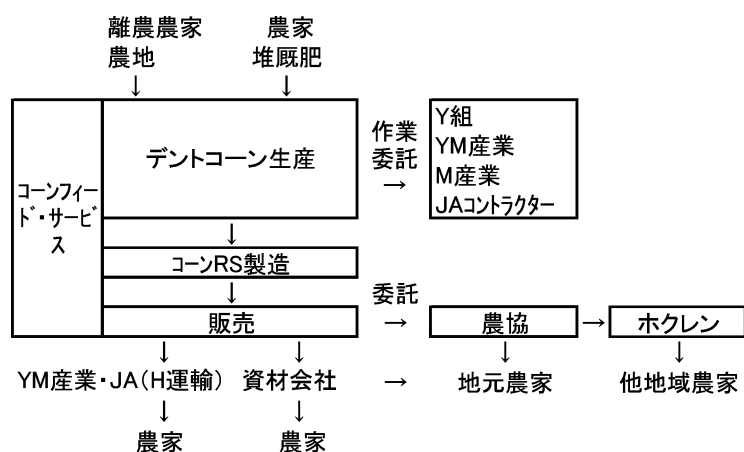 離農農家
農地
↓
農家
堆厩肥
↓
コーンフィー
ド・サービ
ス
デントコーン生産
作業
委託
→
Y組
YM産業
M産業
JAコントラクター
↓
コーンRS製造
↓
販売
委託
→
農協
→
ホクレン
↓
↓
↓
↓
YM産業・JA(H運輸)
資材会社
→
地元農家
他地域農家
↓
↓
農家
農家